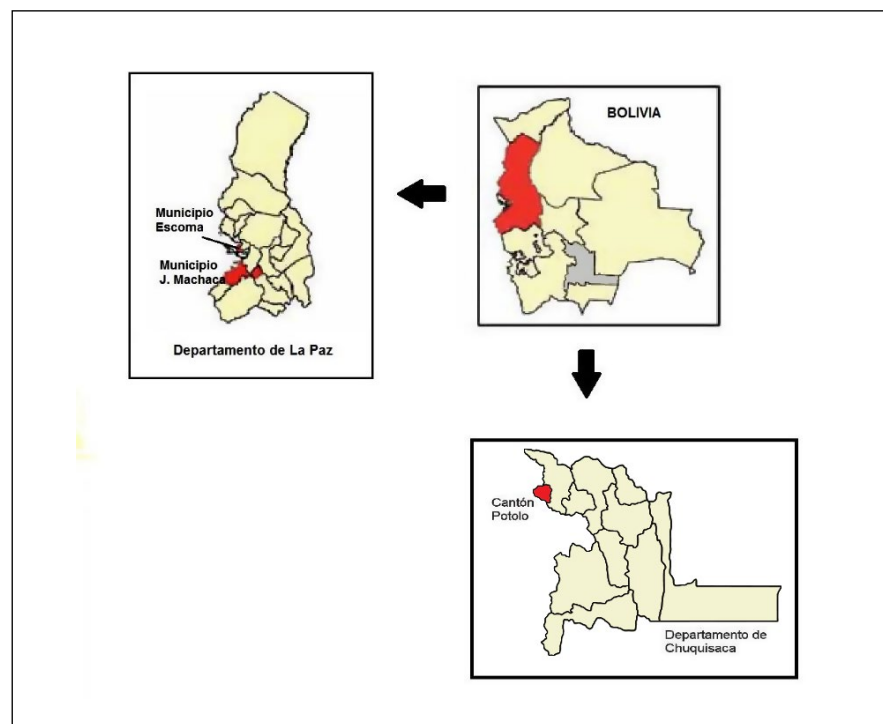 Municipio
Escoma
Municipio
J. Machaca
Departamento de La Paz
BOLIVIA
Cantón
Potolo
Departamento de
Chuquisaca